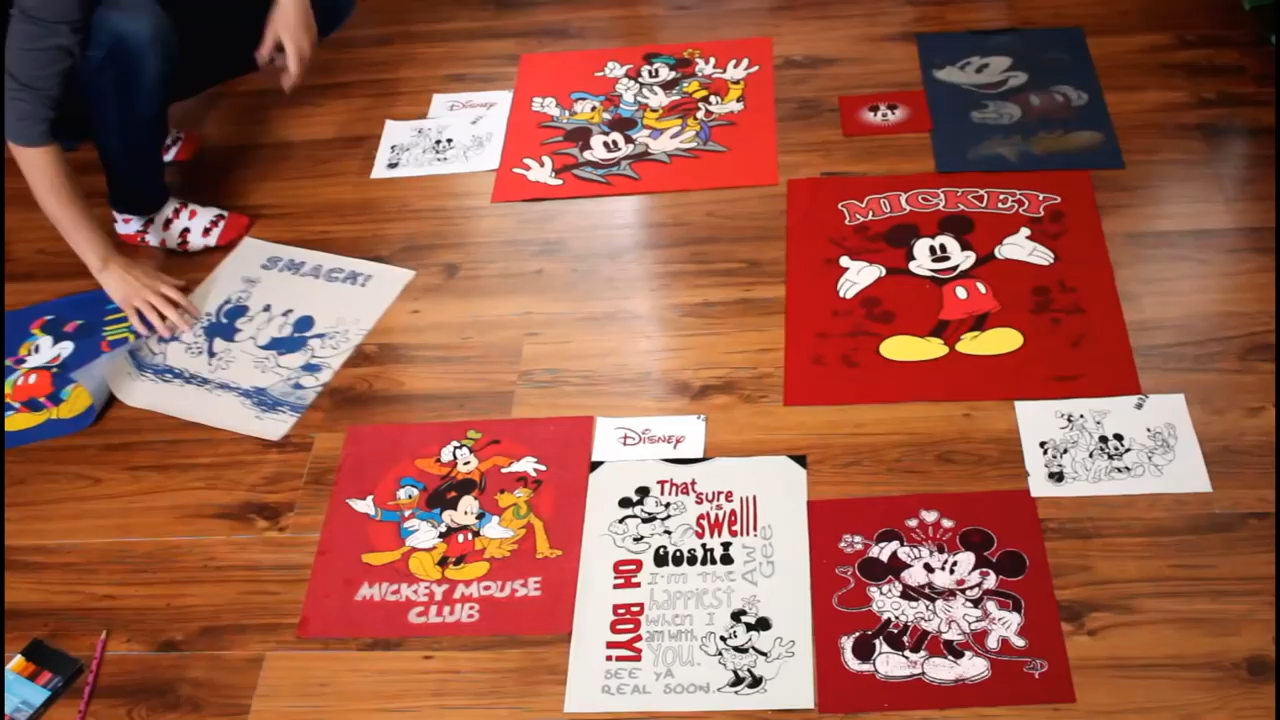 Disney
MICKEY
SMACK!
Disney
MICKEY MOUSE
CLUB
That
sure
is
swell!
Gosh!
AW
Gee
OH BOY!
I'm the
happiest
when I
am with
YOU.
SEE YA
REAL SOON.